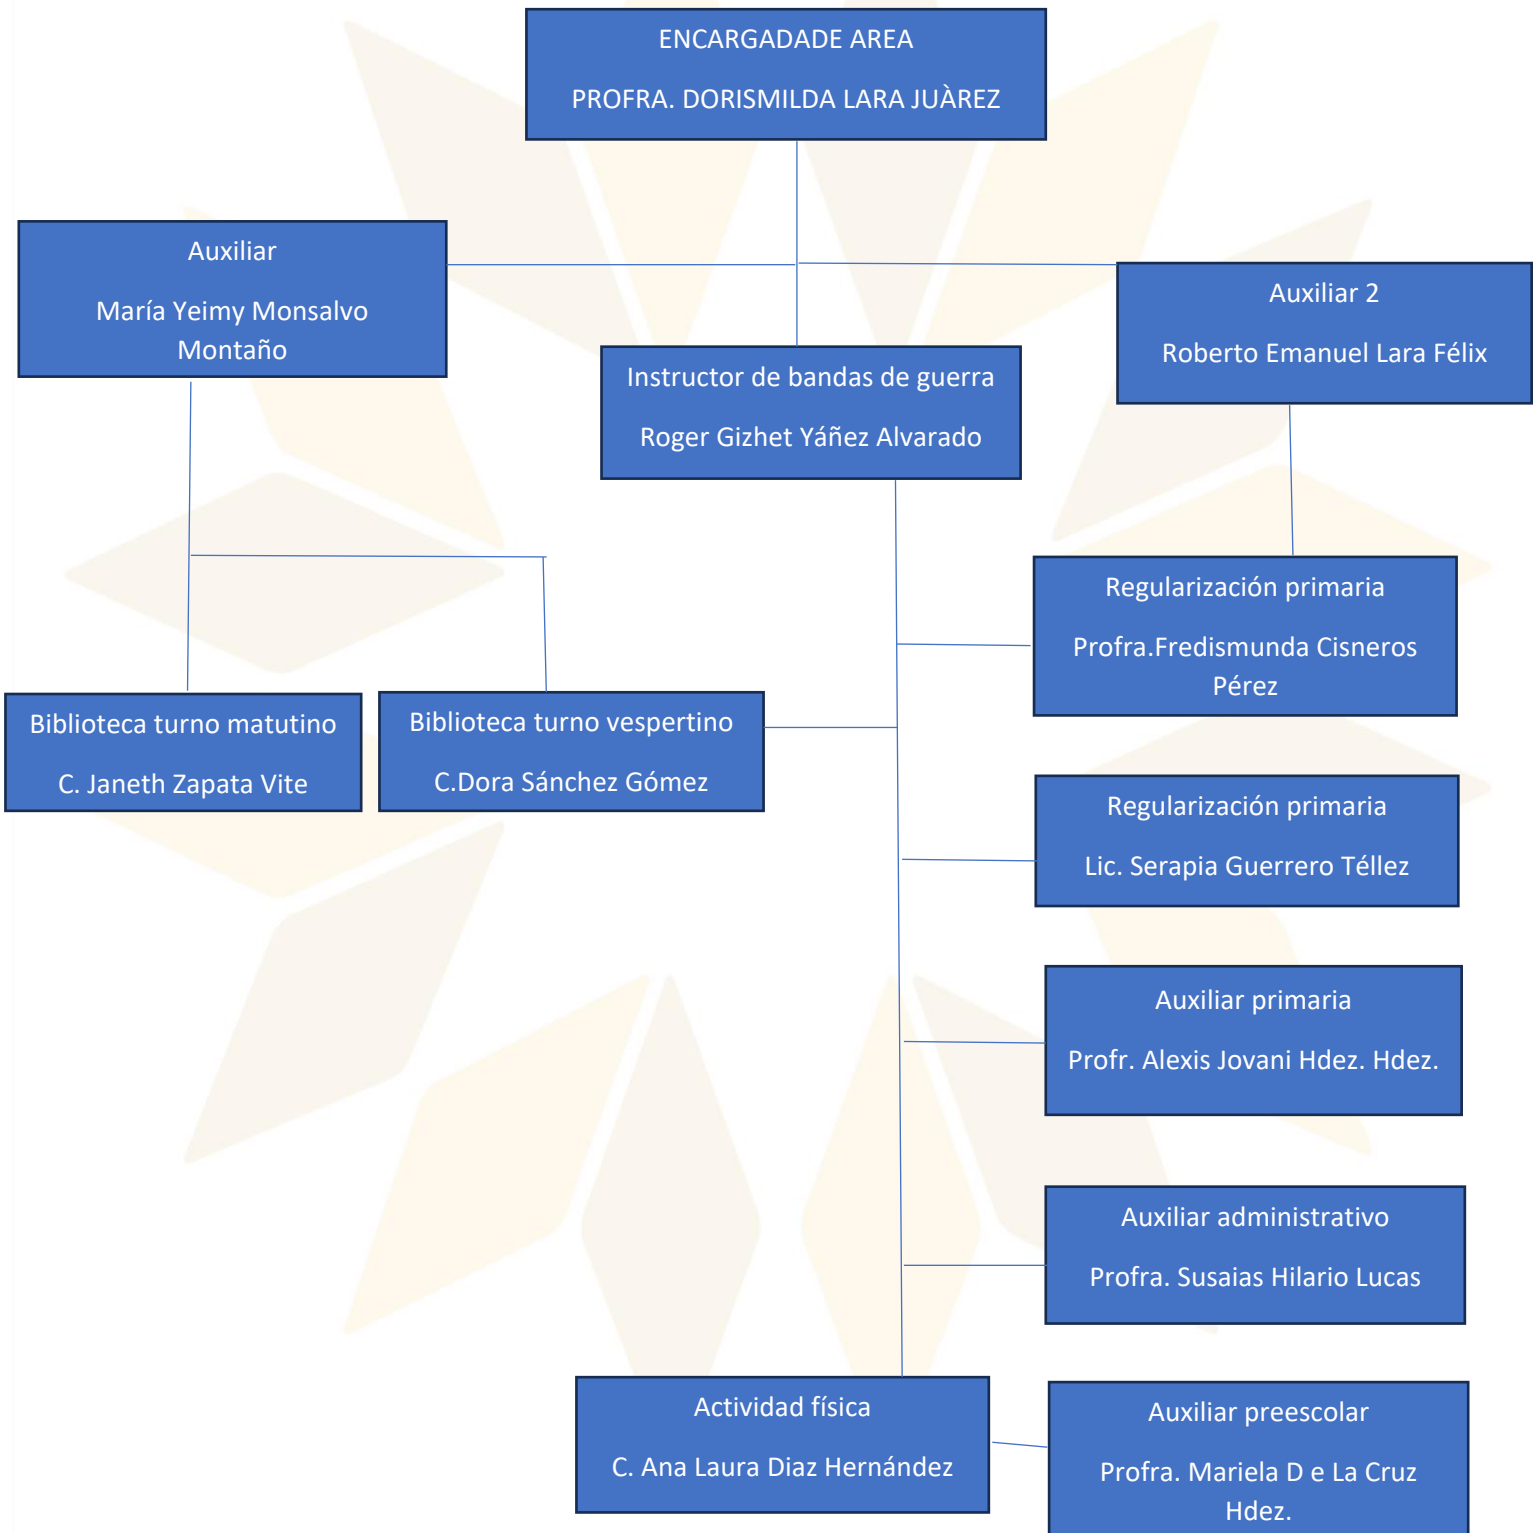 ENCARGADADE AREA
PROFRA. DORISMILDA LARA JUÀREZ
Auxiliar
María Yeimy Monsalvo
Montaño
Auxiliar 2
Roberto Emanuel Lara Félix
Instructor de bandas de guerra
Roger Gizhet Yáñez Alvarado
Regularización primaria
Profra.Fredismunda Cisneros
Pérez
Biblioteca turno matutino
C. Janeth Zapata Vite
Biblioteca turno vespertino
C.Dora Sánchez Gómez
Regularización primaria
Lic. Serapia Guerrero Téllez
Auxiliar primaria
Profr. Alexis Jovani Hdez. Hdez.
Auxiliar administrativo
Profra. Susaias Hilario Lucas
Actividad física
C. Ana Laura Diaz Hernández
Auxiliar preescolar
Profra. Mariela D e La Cruz
Hdez.